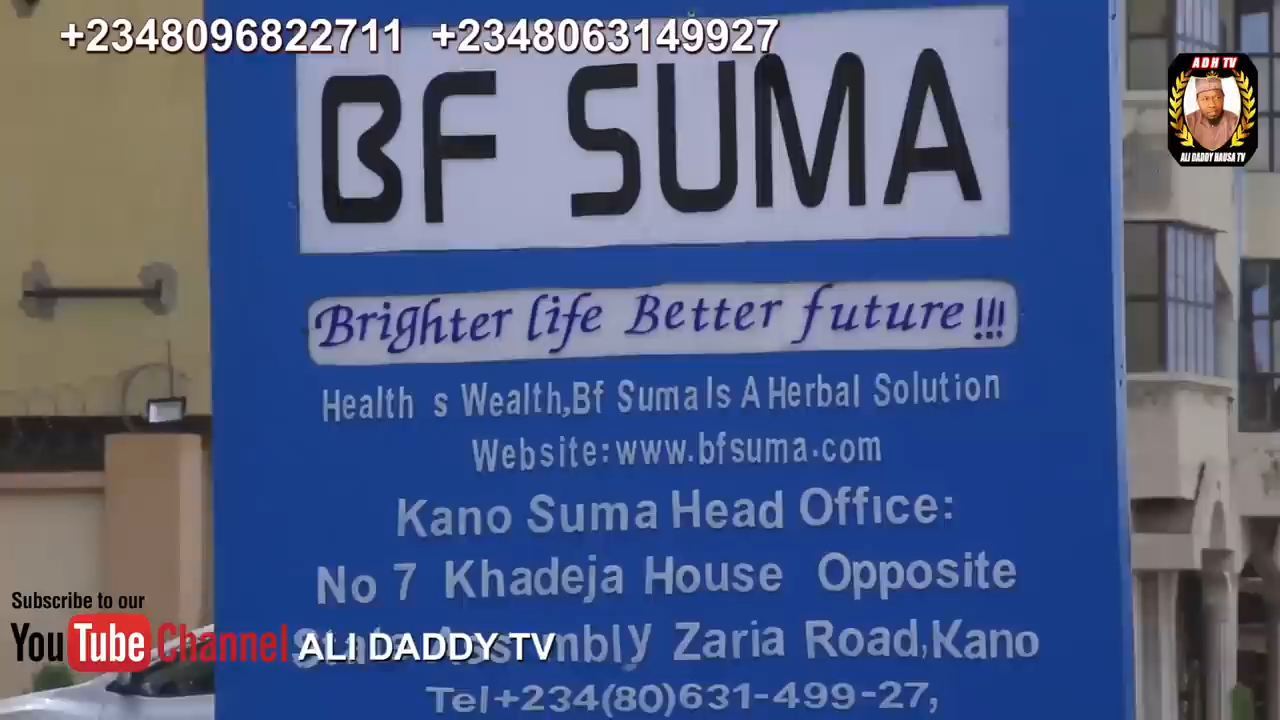 +2348096822711 +2348063149927
ADH TV
ALI DADDY HAUSA TV
BF SUMA
Brighter life Better future!!!
Health s Wealth,Bf Suma Is A Herbal Solution
Website:www.bfsuma.com
Kano Suma Head Office:
No 7 Khadeja House Opposite
State Assembly Zaria Road,Kano
Tel+234(80)631-499-27,
Subscribe to our
YouTube Channel ALI DADDY TV